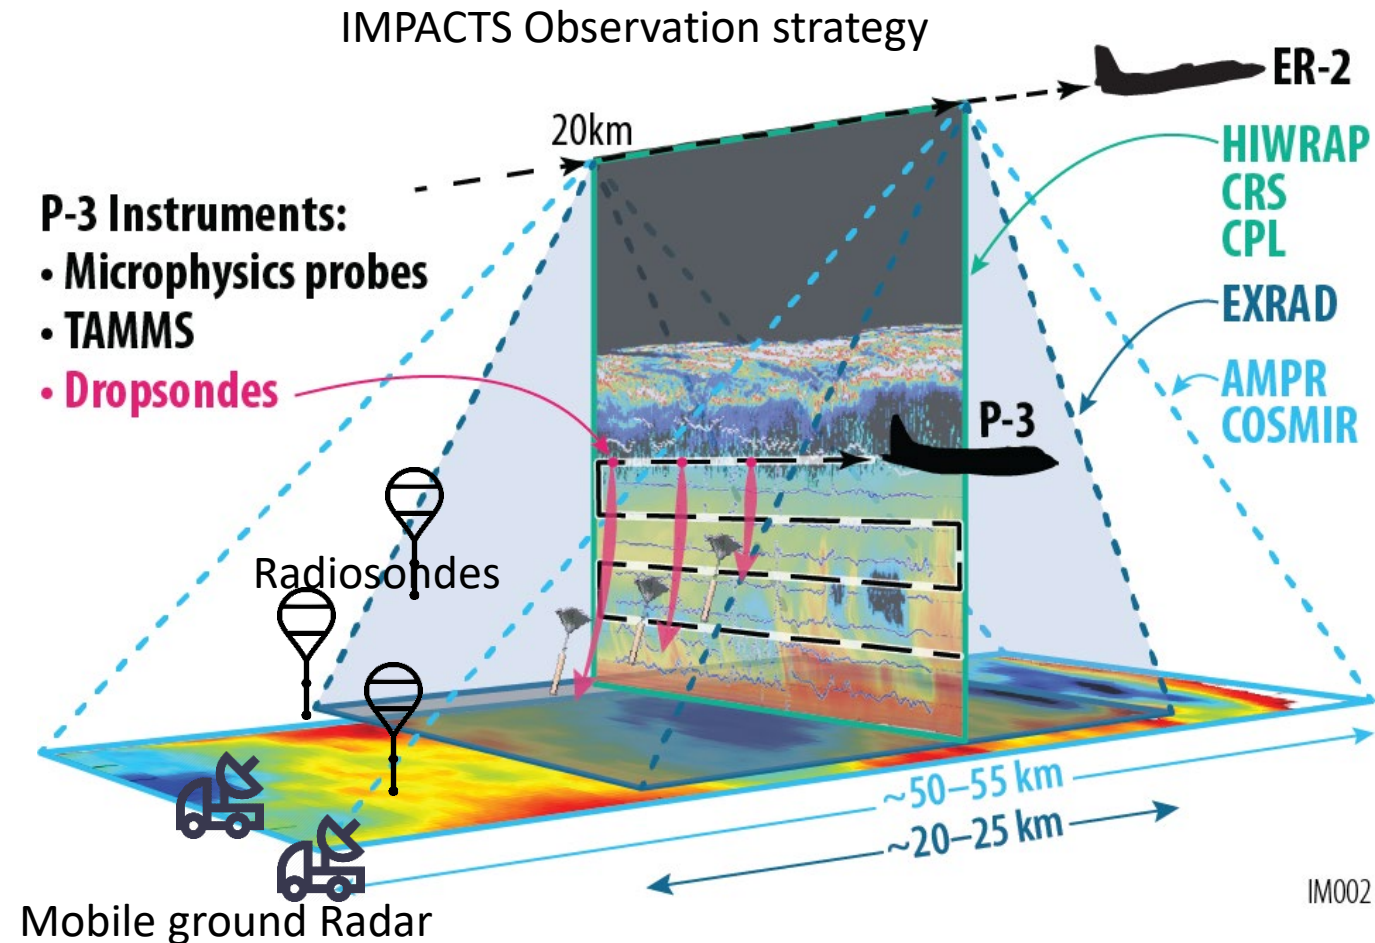 IMPACTS Observation strategy
ER-2
20km
HIWRAP
CRS
CPL
P-3 Instruments:
• Microphysics probes
• TAMMS
• Dropsondes
EXRAD
AMPR
COSMIR
P-3
Radiosondes
~50–55 km
~20–25 km
IM002
Mobile ground Radar